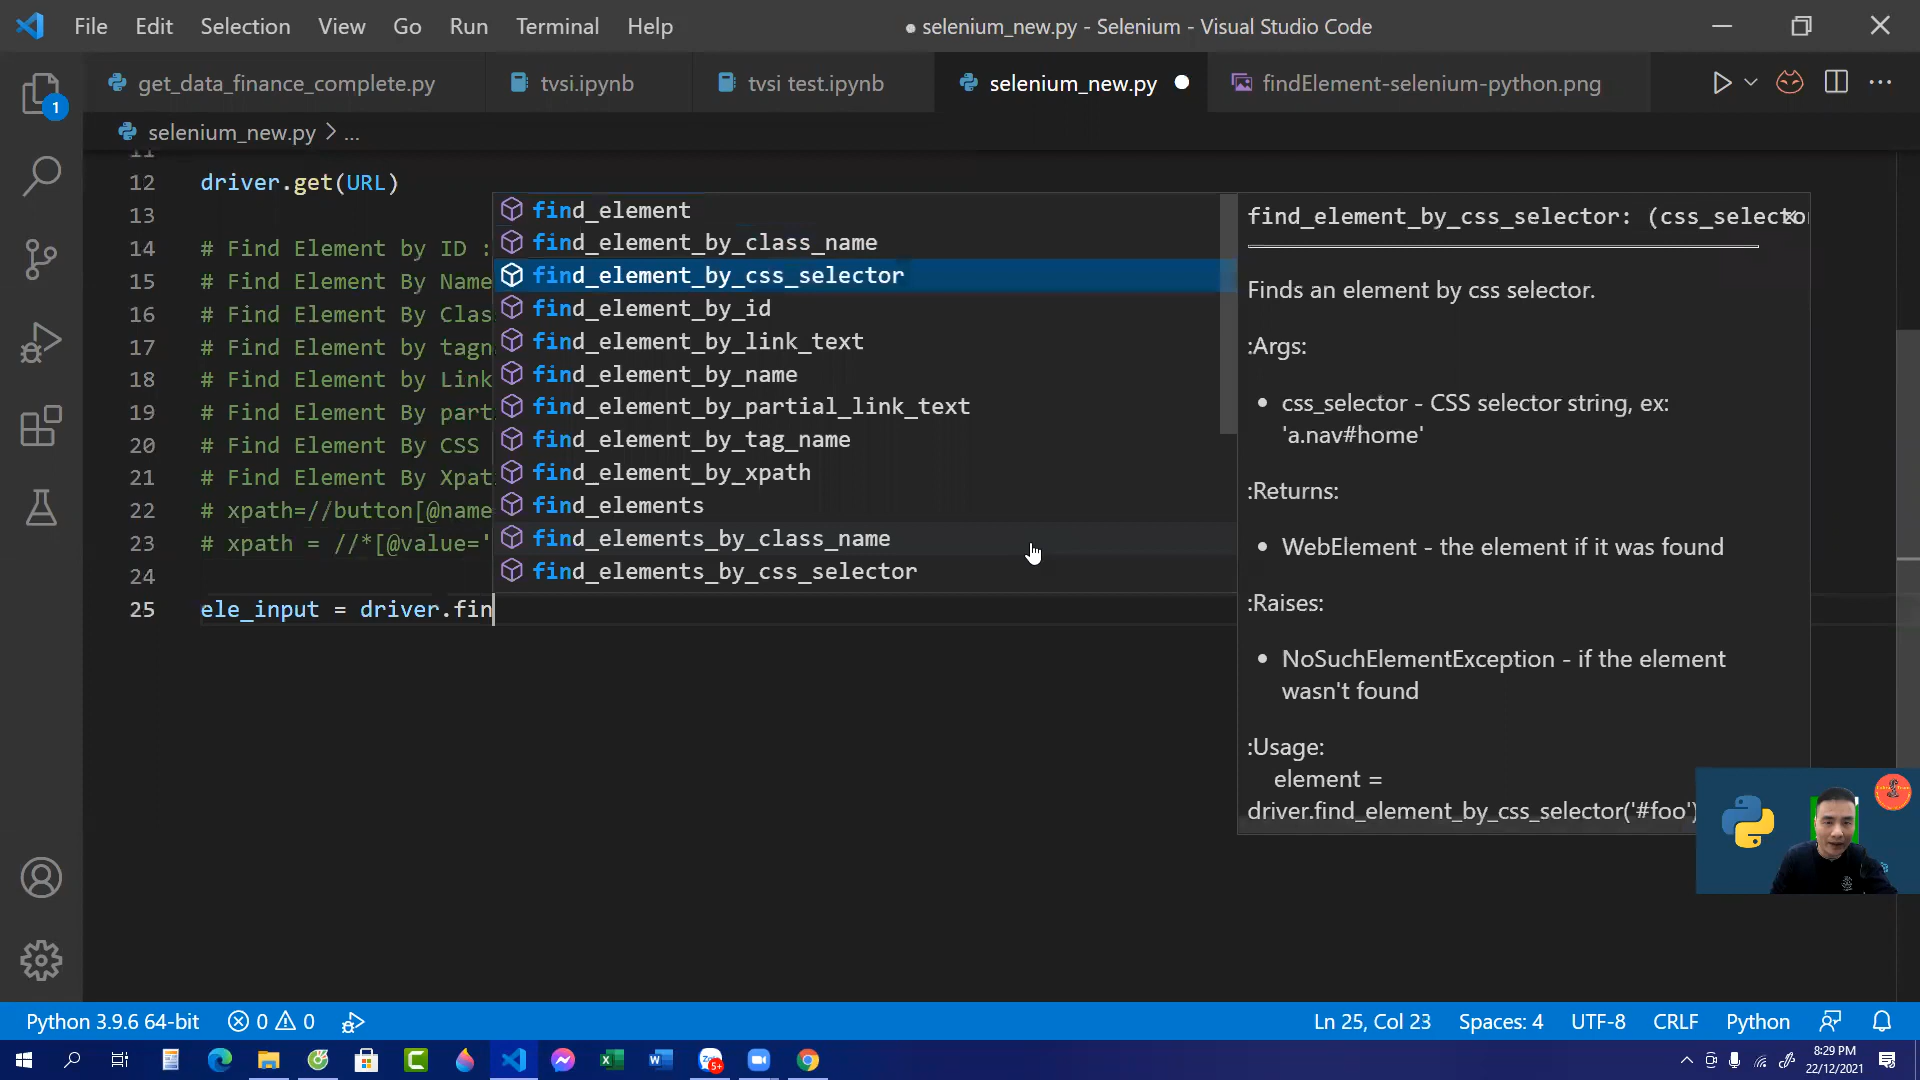 File Edit Selection View Go Run Terminal Help
● selenium_new.py - Selenium - Visual Studio Code
get_data_finance_complete.py
tvsi.ipynb
tvsi test.ipynb
selenium_new.py
findElement-selenium-python.png
1
selenium_new.py > ...
11
12 driver.get(URL)
13
14 # Find Element by ID :
15 # Find Element By Name
16 # Find Element By Clas
17 # Find Element by tagn
18 # Find Element by Link
19 # Find Element By part
20 # Find Element By CSS
21 # Find Element By Xpat
22 # xpath=//button[@name
23 # xpath = //*[@value='
24
25 ele_input = driver.fin
find_element
find_element_by_class_name
find_element_by_css_selector
find_element_by_id
find_element_by_link_text
find_element_by_name
find_element_by_partial_link_text
find_element_by_tag_name
find_element_by_xpath
find_elements
find_elements_by_class_name
find_elements_by_css_selector
find_element_by_css_selector: (css_selecto
Finds an element by css selector.
:Args:
• css_selector - CSS selector string, ex:
'a.nav#home'
:Returns:
• WebElement - the element if it was found
:Raises:
• NoSuchElementException - if the element
wasn't found
:Usage:
element =
driver.find_element_by_css_selector('#foo')
Python 3.9.6 64-bit 0 0
Ln 25, Col 23 Spaces: 4 UTF-8 CRLF Python
5+
8:29 PM
22/12/2021